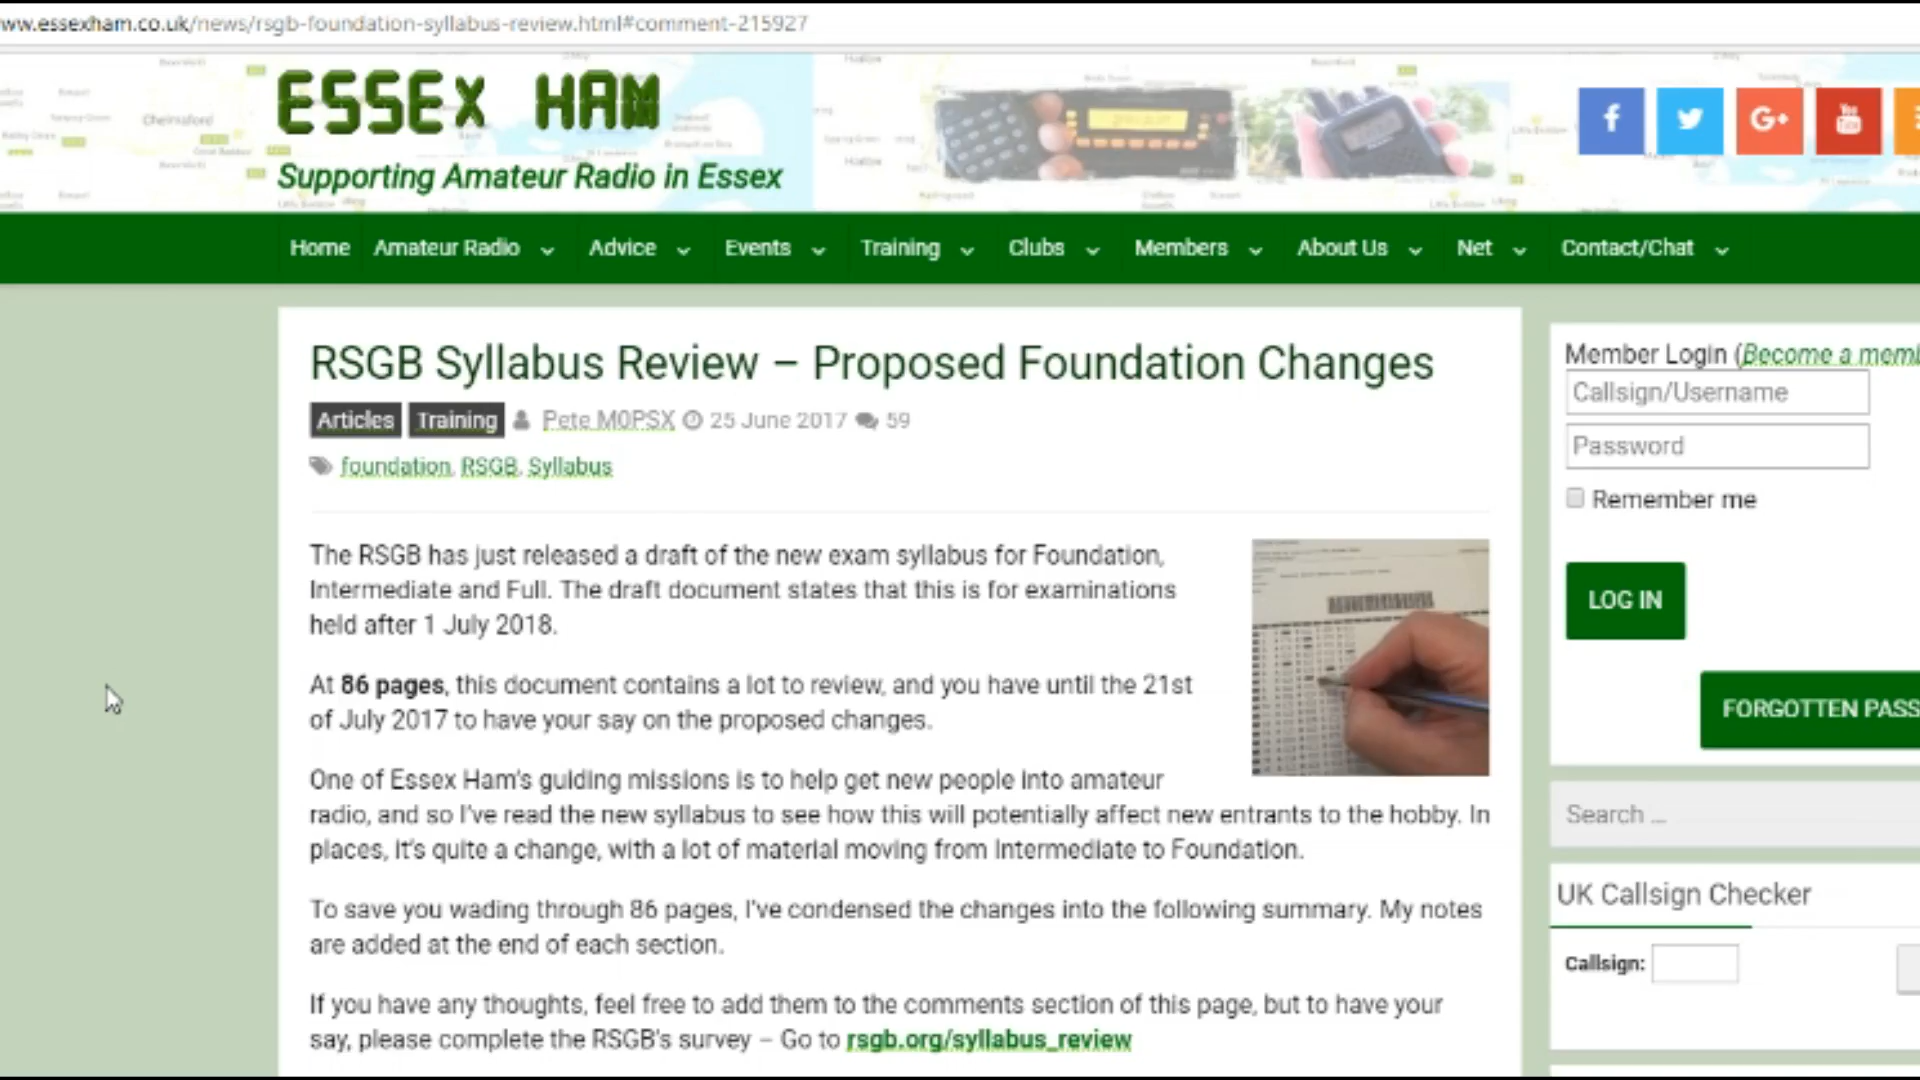 ww.essexham.co.uk/news/rsgb-foundation-syllabus-review.html#comment-215927
ESSEX HAM
Supporting Amateur Radio in Essex
Chelmsford
Home Amateur Radio Advice Events Training Clubs Members About Us Net Contact/Chat
RSGB Syllabus Review – Proposed Foundation Changes
Articles Training Pete M0PSX 25 June 2017 59
foundation, RSGB, Syllabus
The RSGB has just released a draft of the new exam syllabus for Foundation,
Intermediate and Full. The draft document states that this is for examinations
held after 1 July 2018.
At 86 pages, this document contains a lot to review, and you have until the 21st
of July 2017 to have your say on the proposed changes.
One of Essex Ham's guiding missions is to help get new people into amateur
radio, and so I've read the new syllabus to see how this will potentially affect new entrants to the hobby. In
places, it's quite a change, with a lot of material moving from Intermediate to Foundation.
To save you wading through 86 pages, I've condensed the changes into the following summary. My notes
are added at the end of each section.
If you have any thoughts, feel free to add them to the comments section of this page, but to have your
say, please complete the RSGB's survey – Go to rsgb.org/syllabus_review
Member Login (Become a memb
Callsign/Username
Password
Remember me
LOG IN
FORGOTTEN PASS
Search ...
UK Callsign Checker
Callsign: